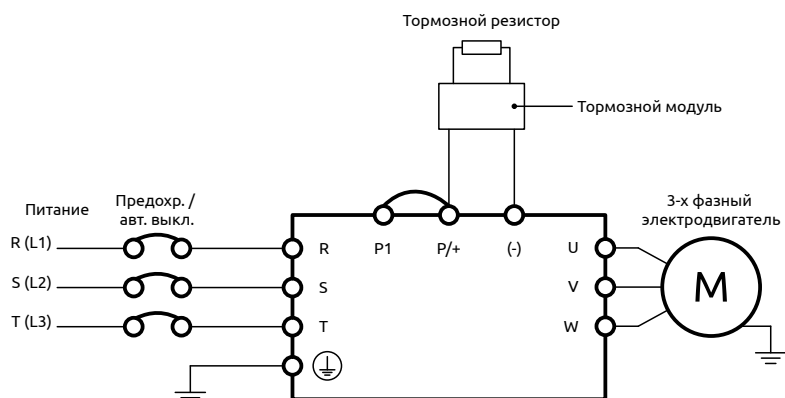 Тормозной резистор
Тормозной модуль
Питание
Предохр. /
авт. выкл.
3-х фазный
электродвигатель
R (L1)
R
P1
P/+
(-)
U
S (L2)
S
V
M
T (L3)
T
W